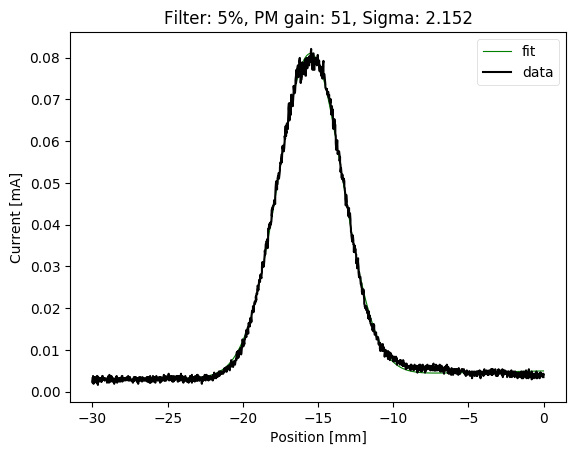 Filter: 5%, PM gain: 51, Sigma: 2.152
fit
data
Current [mA]
0.08
0.07
0.06
0.05
0.04
0.03
0.02
0.01
0.00
−30 −25 −20 −15 −10 −5 0
Position [mm]